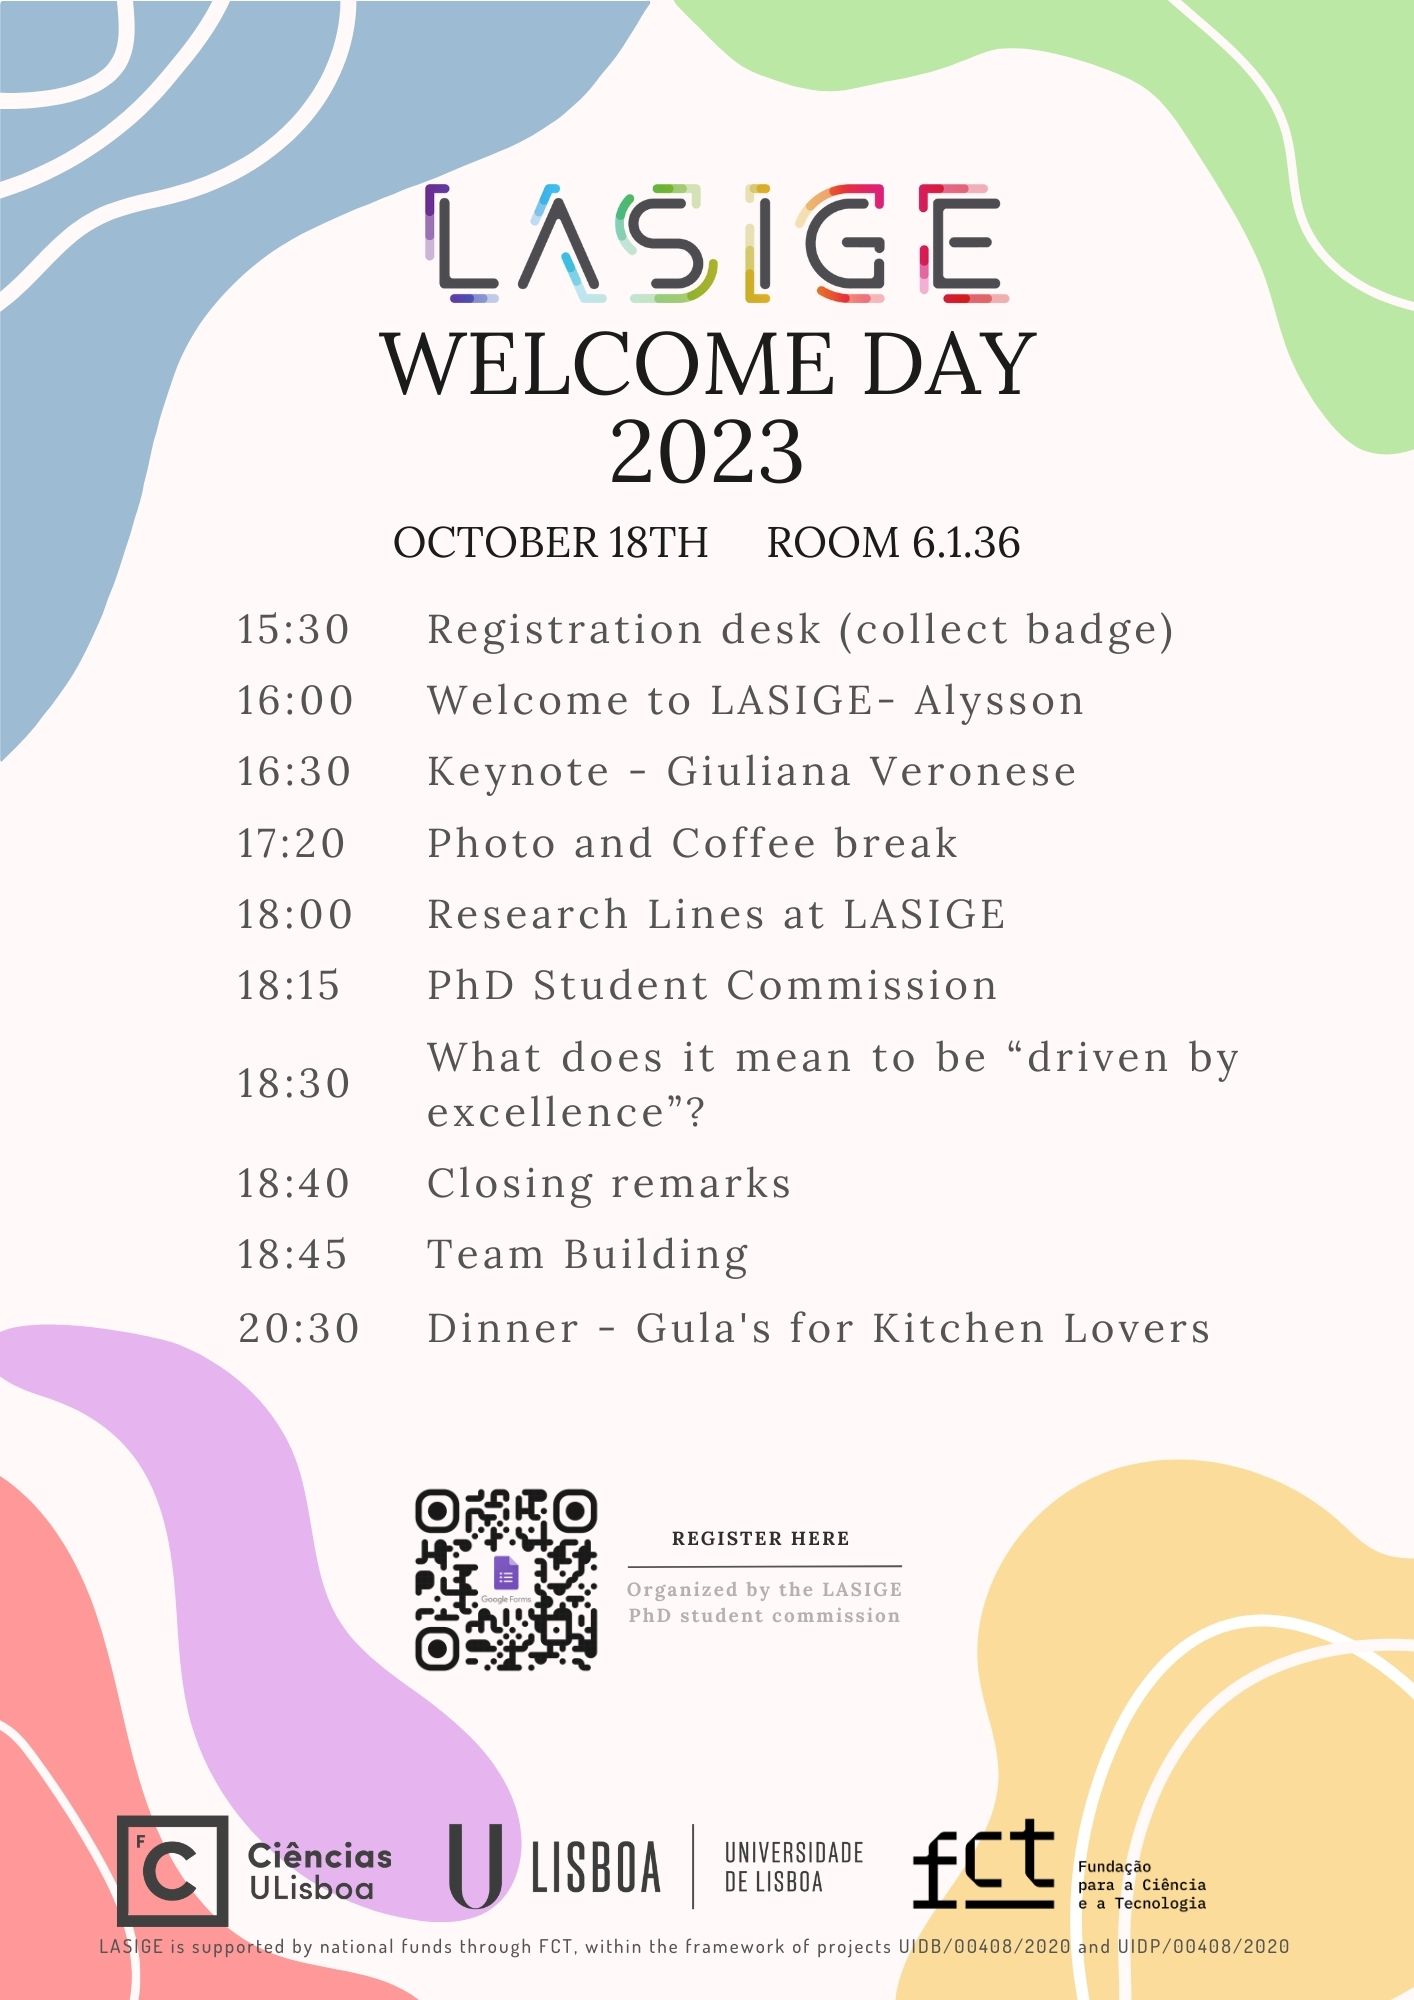 LASIGE
WELCOME DAY
2023
OCTOBER 18TH ROOM 6.1.36
15:30 Registration desk (collect badge)
16:00 Welcome to LASIGE- Alysson
16:30 Keynote - Giuliana Veronese
17:20 Photo and Coffee break
18:00 Research Lines at LASIGE
18:15 PhD Student Commission
18:30 What does it mean to be “driven by
excellence”?
18:40 Closing remarks
18:45 Team Building
20:30 Dinner - Gula's for Kitchen Lovers
Google Forms
REGISTER HERE
Organized by the LASIGE
PhD student commission
F C
Ciências
ULisboa
U LISBOA
UNIVERSIDADE
DE LISBOA
fct
Fundação
para a Ciência
e a Tecnologia
LASIGE is supported by national funds through FCT, within the framework of projects UIDB/00408/2020 and UIDP/00408/2020